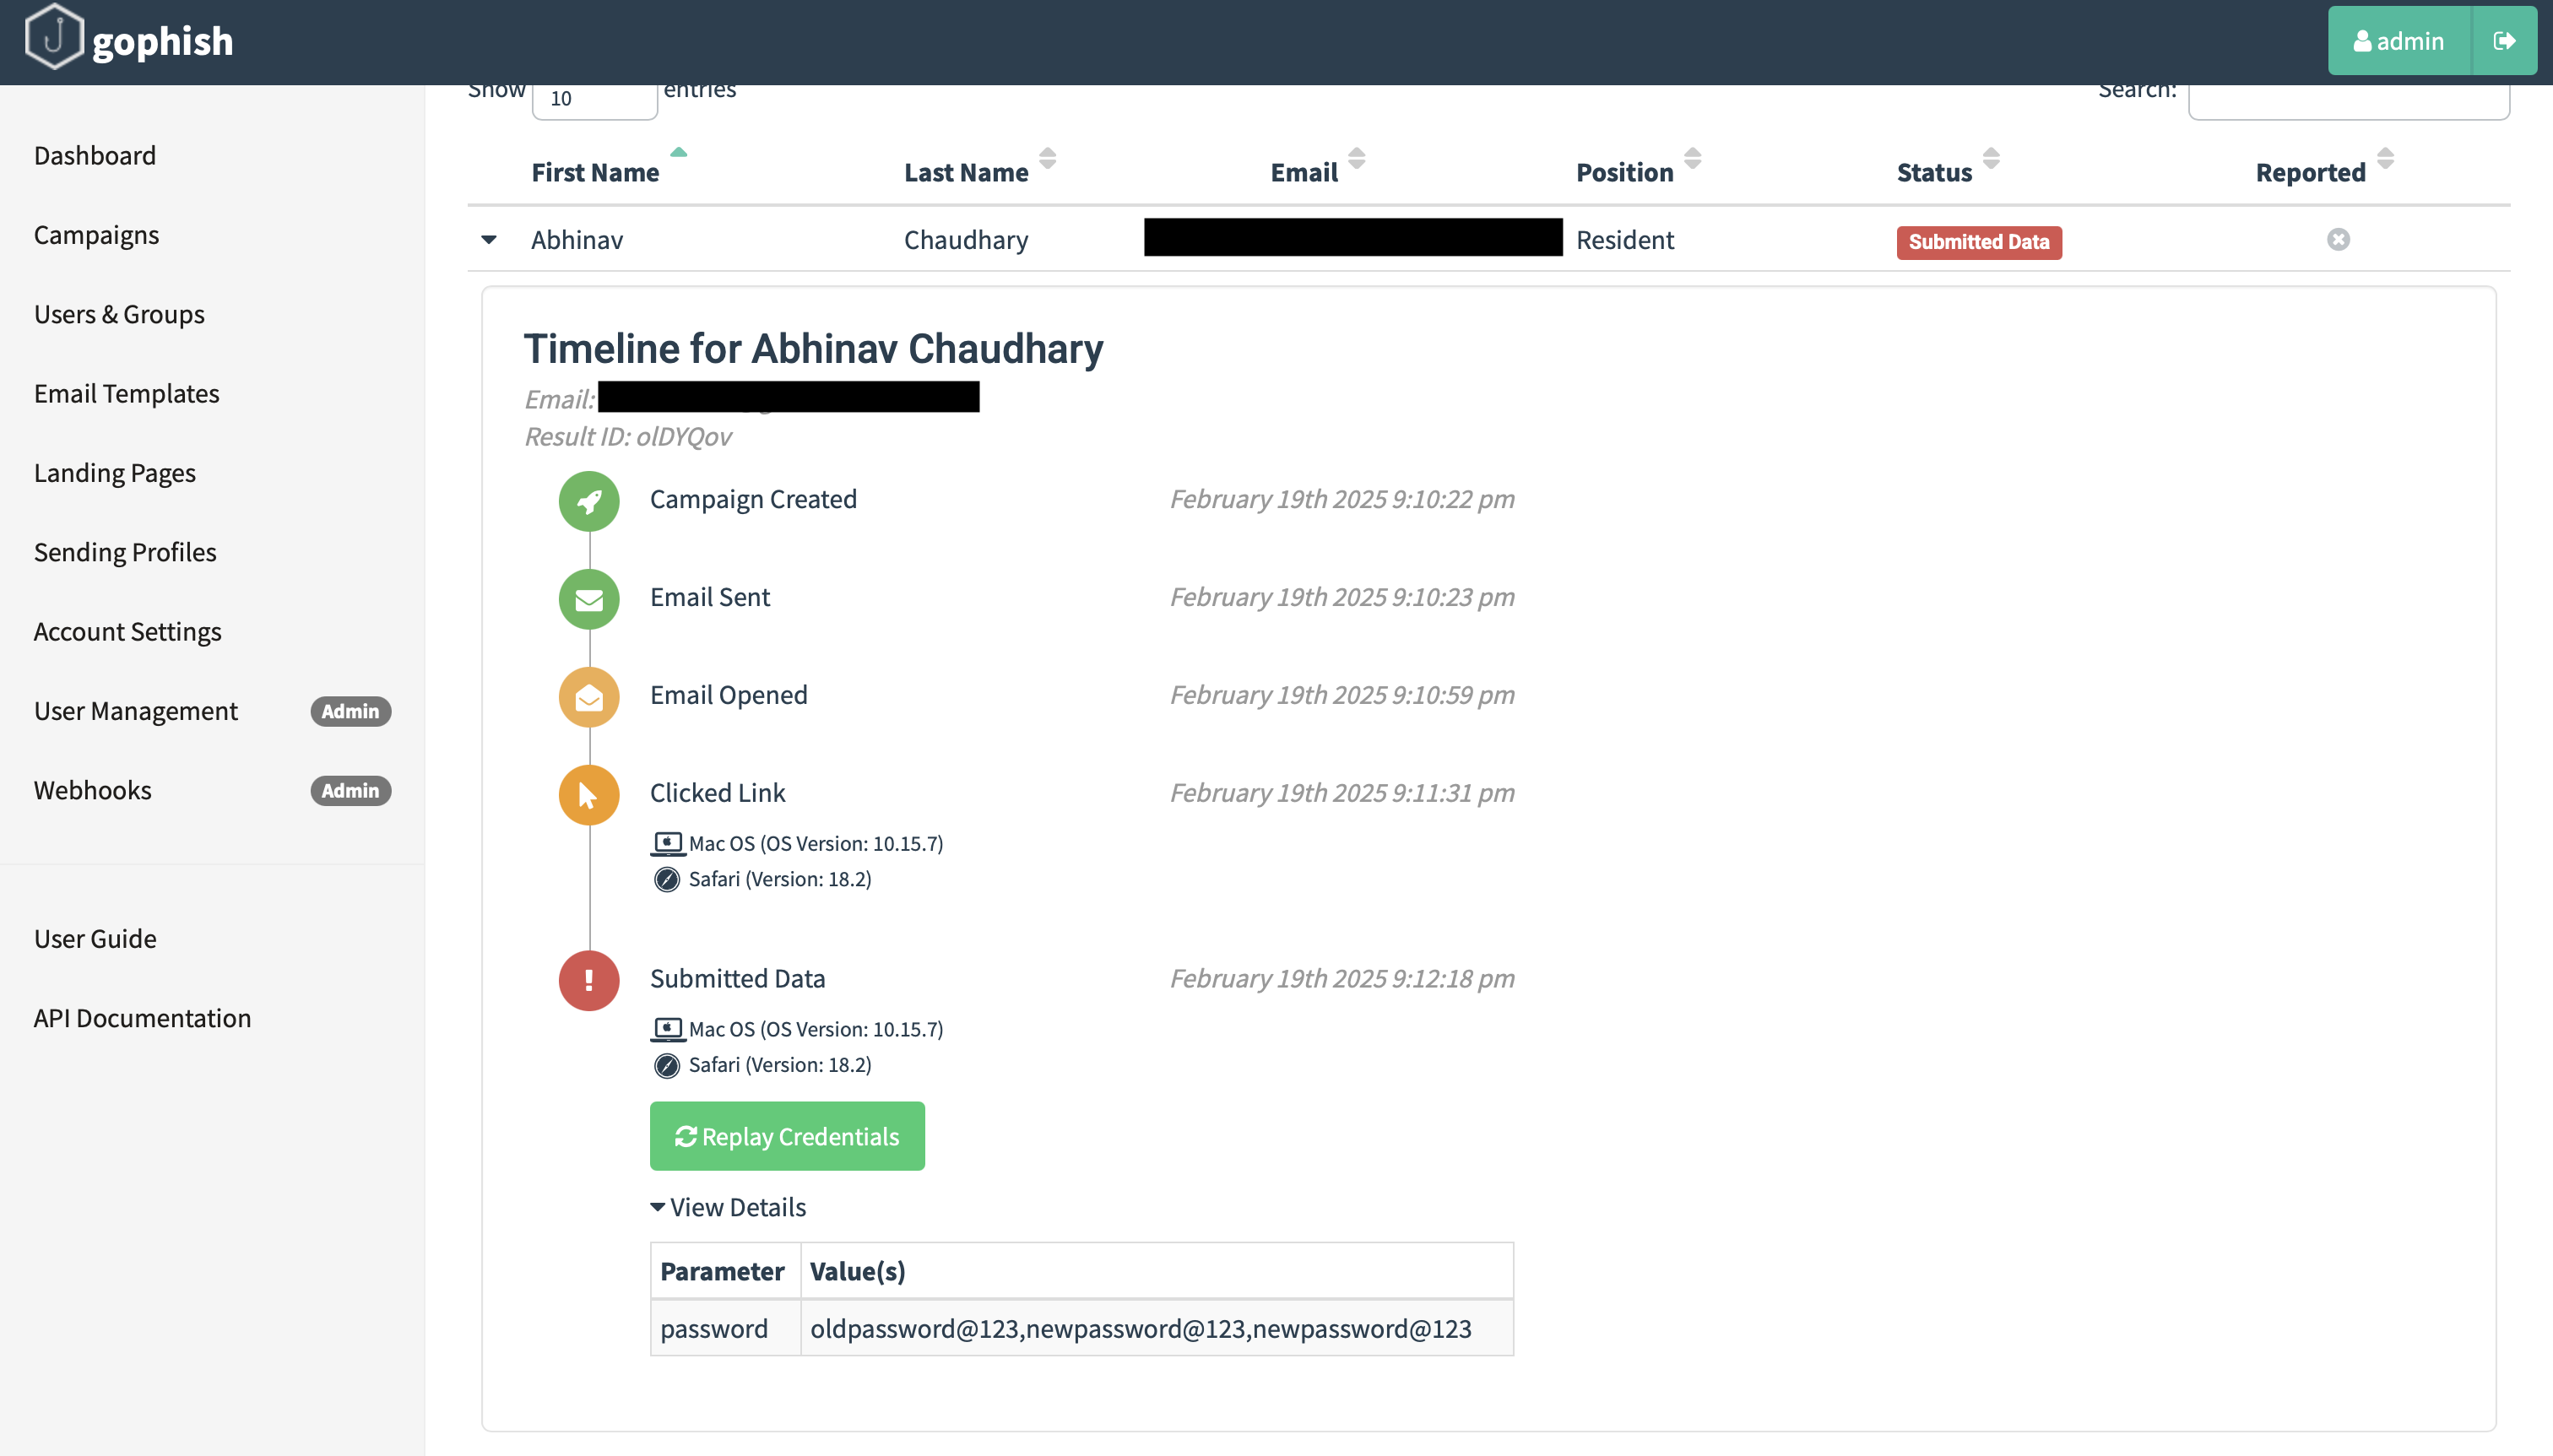 gophish
admin
Show 10 entries
Search:
Dashboard
Campaigns
Users & Groups
Email Templates
Landing Pages
Sending Profiles
Account Settings
User Management Admin
Webhooks Admin
User Guide
API Documentation
First Name Last Name Email Position Status Reported
Abhinav Chaudhary Resident Submitted Data
Timeline for Abhinav Chaudhary
Email:
Result ID: olDYQov
Campaign Created February 19th 2025 9:10:22 pm
Email Sent February 19th 2025 9:10:23 pm
Email Opened February 19th 2025 9:10:59 pm
Clicked Link February 19th 2025 9:11:31 pm
Mac OS (OS Version: 10.15.7)
Safari (Version: 18.2)
Submitted Data February 19th 2025 9:12:18 pm
Mac OS (OS Version: 10.15.7)
Safari (Version: 18.2)
Replay Credentials
View Details
Parameter Value(s)
password oldpassword@123,newpassword@123,newpassword@123